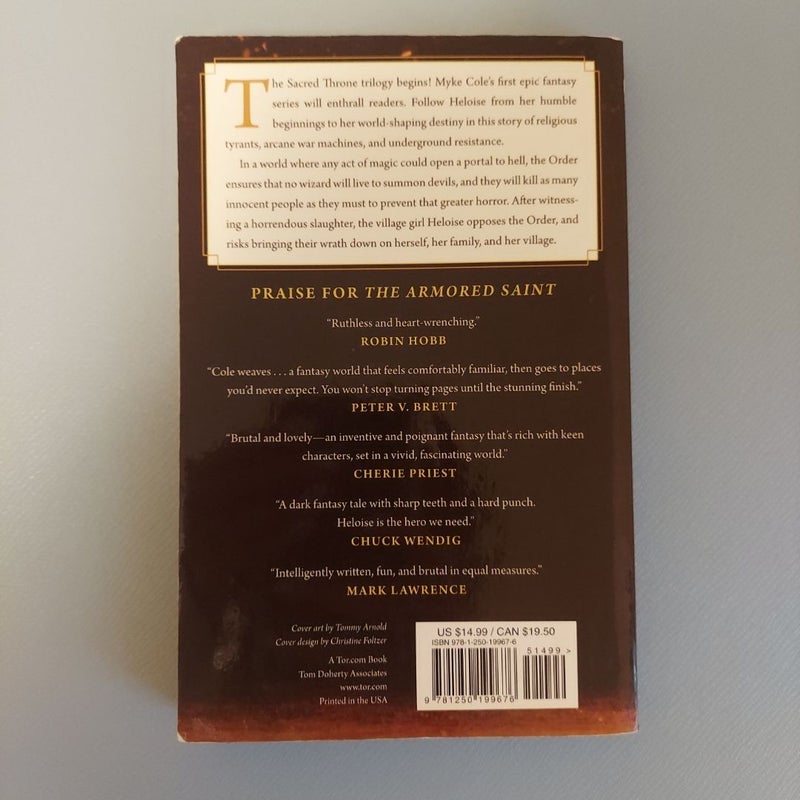 The Sacred Throne trilogy begins! Myke Cole's first epic fantasy
series will enthrall readers. Follow Heloise from her humble
beginnings to her world-shaping destiny in this story of religious
tyrants, arcane war machines, and underground resistance.
In a world where any act of magic could open a portal to hell, the Order
ensures that no wizard will live to summon devils, and they will kill as many
innocent people as they must to prevent that greater horror. After witness-
ing a horrendous slaughter, the village girl Heloise opposes the Order, and
risks bringing their wrath down on herself, her family, and her village.
PRAISE FOR THE ARMORED SAINT
“Ruthless and heart-wrenching.”
ROBIN HOBB
“Cole weaves . . . a fantasy world that feels comfortably familiar, then goes to places
you'd never expect. You won't stop turning pages until the stunning finish.”
PETER V. BRETT
“Brutal and lovely—an inventive and poignant fantasy that's rich with keen
characters, set in a vivid, fascinating world.”
CHERIE PRIEST
“A dark fantasy tale with sharp teeth and a hard punch.
Heloise is the hero we need.”
CHUCK WENDIG
“Intelligently written, fun, and brutal in equal measures.”
MARK LAWRENCE
Cover art by Tommy Arnold
Cover design by Christine Foltzer
A Tor.com Book
Tom Doherty Associates
www.tor.com
Printed in the USA
US $14.99 / CAN $19.50
ISBN 978-1-250-19967-6
51499 >
9 781250 199676